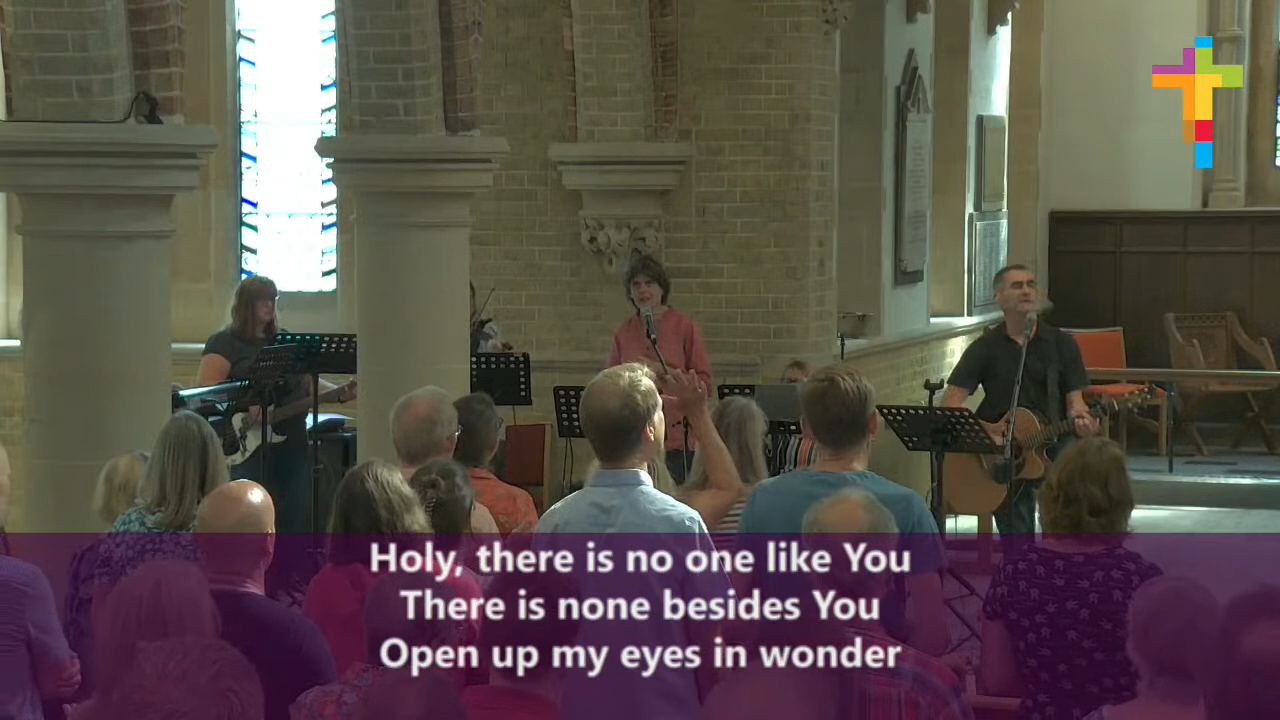 Holy, there is no one like You
There is none besides You
Open up my eyes in wonder